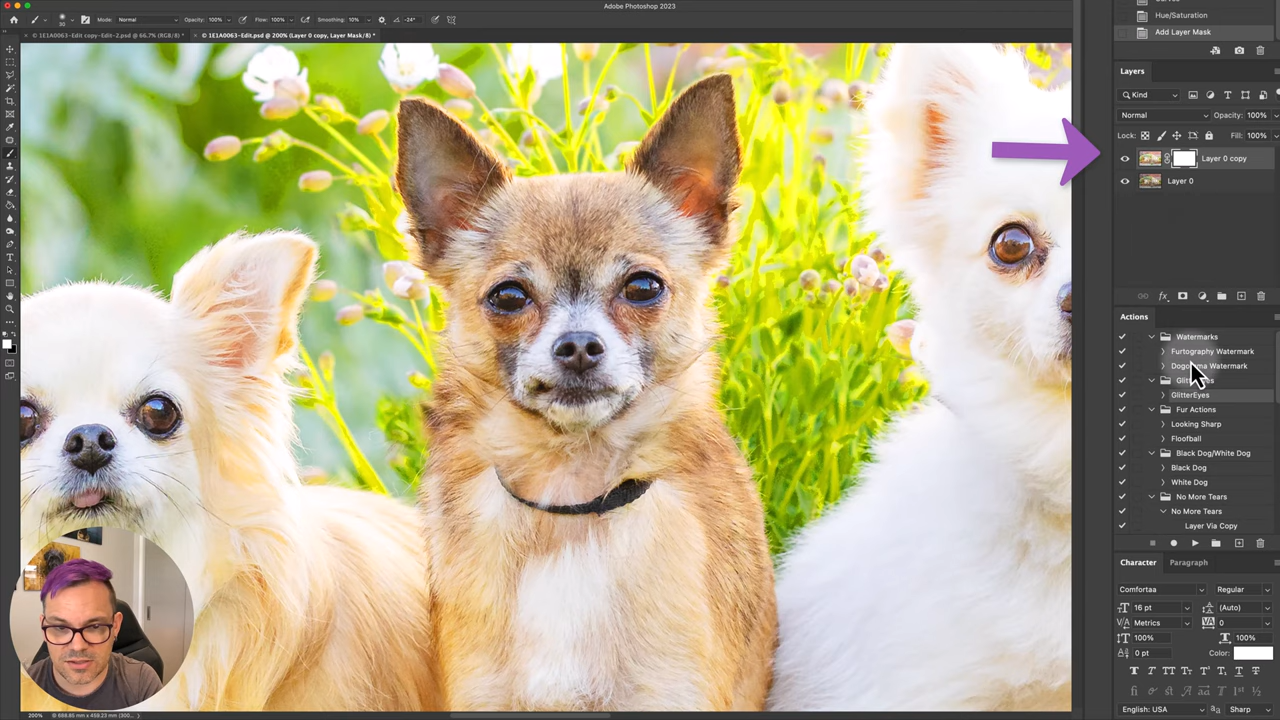 Adobe Photoshop 2023
Mode: Normal Opacity: 100% Flow: 100% Smoothing: 10% -24°
30
1E1A0063-Edit copy-Edit-2.psd @ 66.7% (RGB/8) *
1E1A0063-Edit.psd @ 200% (Layer 0 copy, Layer Mask/8) *
Hue/Saturation
Add Layer Mask
Layers
Kind
Normal Opacity: 100%
Lock: Fill: 100%
Layer 0 copy
Layer 0
fx
Actions
Watermarks
Furtography Watermark
Watermark
GlitterEyes
Fur Actions
Looking Sharp
Floofball
Black Dog/White Dog
Black Dog
White Dog
No More Tears
No More Tears
Layer Via Copy
Character Paragraph
Comfortaa Regular
16 pt (Auto)
Metrics 0
100% 100%
0 pt Color:
English: USA Sharp
200% 688.85 mm x 459.23 mm (300...